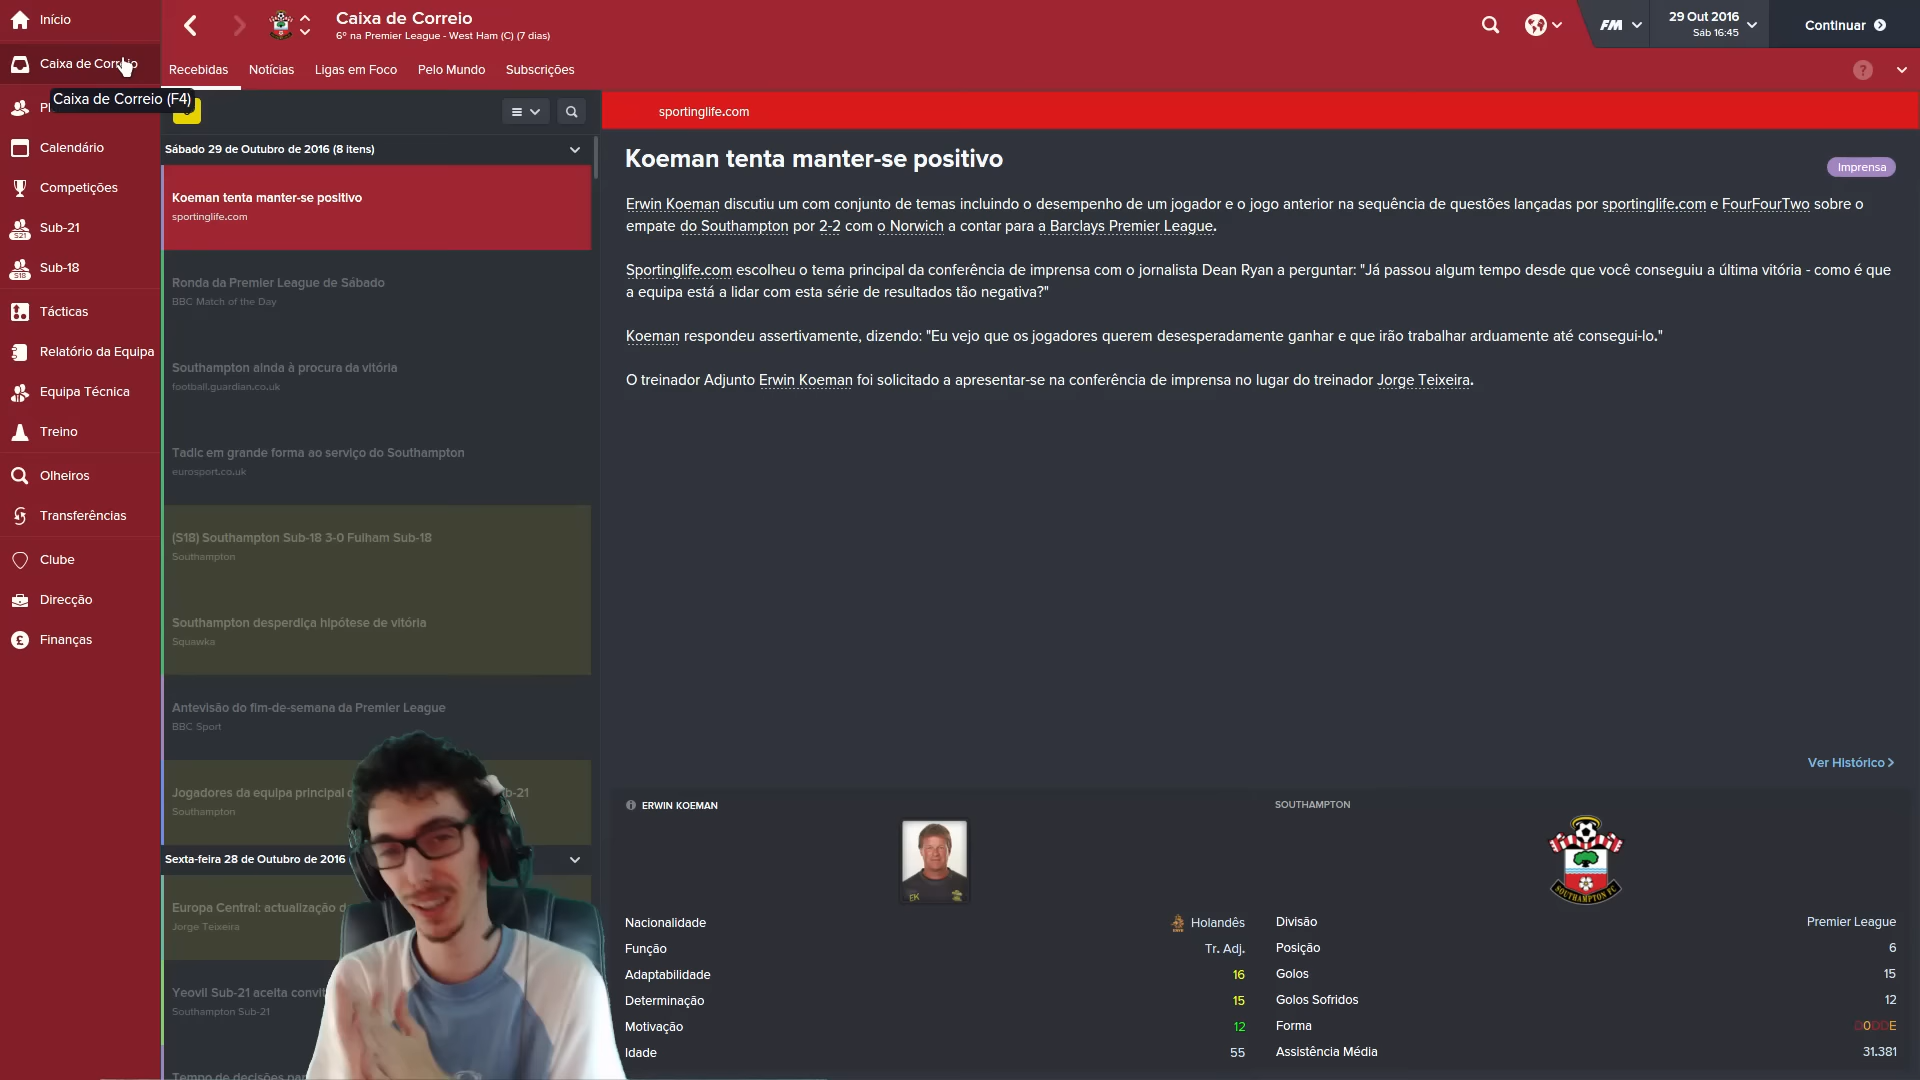 Início
Caixa de Correio
6º na Premier League - West Ham (C) (7 dias)
FM
29 Out 2016
Sáb 16:45
Continuar
Caixa de
Caixa de Correio (F4)
Calendário
Competições
Sub-21
Sub-18
Tácticas
Relatório da Equipa
Equipa Técnica
Treino
Olheiros
Transferências
Clube
Direcção
Finanças
Recebidas
Notícias
Ligas em Foco
Pelo Mundo
Subscrições
Sábado 29 de Outubro de 2016 (8 itens)
Koeman tenta manter-se positivo
sportinglife.com
Ronda da Premier League de Sábado
BBC Match of the Day
Southampton ainda à procura da vitória
football.guardian.co.uk
Tadic em grande forma ao serviço do Southampton
eurosport.co.uk
(S18) Southampton Sub-18 3-0 Fulham Sub-18
Southampton
Southampton desperdiça hipótese de vitória
Squawka
Antevisão do fim-de-semana da Premier League
BBC Sport
Jogadores da equipa principal
Southampton
Sexta-feira 28 de Outubro de 2016
Europa Central:
Jorge Teixeira
Yeovil Sub-21 aceita
Southampton Sub-21
Tempo de decisões
sportinglife.com
Koeman tenta manter-se positivo
Imprensa
Erwin Koeman discutiu um com conjunto de temas incluindo o desempenho de um jogador e o jogo anterior na sequência de questões lançadas por sportinglife.com e FourFourTwo sobre o
empate do Southampton por 2-2 com o Norwich a contar para a Barclays Premier League.
Sportinglife.com escolheu o tema principal da conferência de imprensa com o jornalista Dean Ryan a perguntar: "Já passou algum tempo desde que você conseguiu a última vitória - como é que
a equipa está a lidar com esta série de resultados tão negativa?"
Koeman respondeu assertivamente, dizendo: "Eu vejo que os jogadores querem desesperadamente ganhar e que irão trabalhar arduamente até consegui-lo."
O treinador Adjunto Erwin Koeman foi solicitado a apresentar-se na conferência de imprensa no lugar do treinador Jorge Teixeira.
Ver Histórico
ERWIN KOEMAN
EK
Nacionalidade Holandês
Função Tr. Adj.
Adaptabilidade 16
Determinação 15
Motivação 12
Idade 55
SOUTHAMPTON
SOUTHAMPTON FC
Divisão Premier League
Posição 6
Golos 15
Golos Sofridos 12
Forma
Assistência Média 31.381